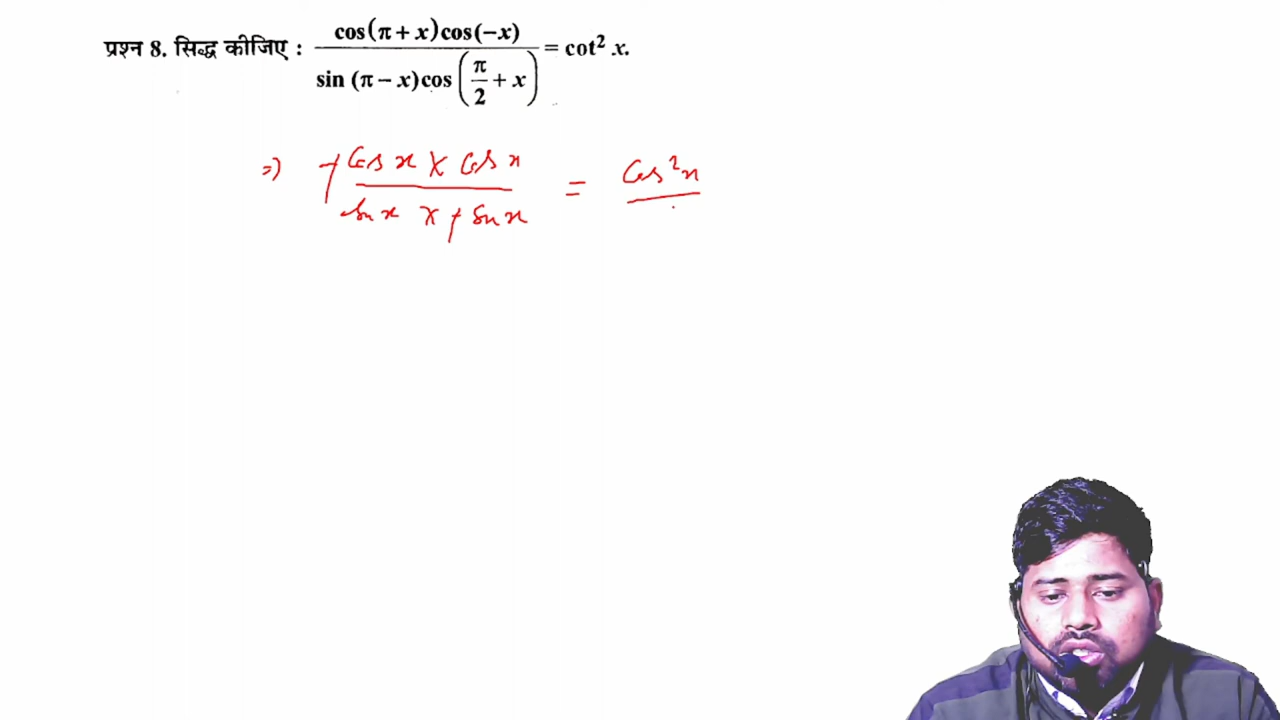 प्रश्न 8. सिद्ध कीजिए : cos(π + x)cos(−x) / sin (π − x)cos(π/2 + x) = cot² x.
⇒) −cos x × cos x / sin x × − sin x = cos² x